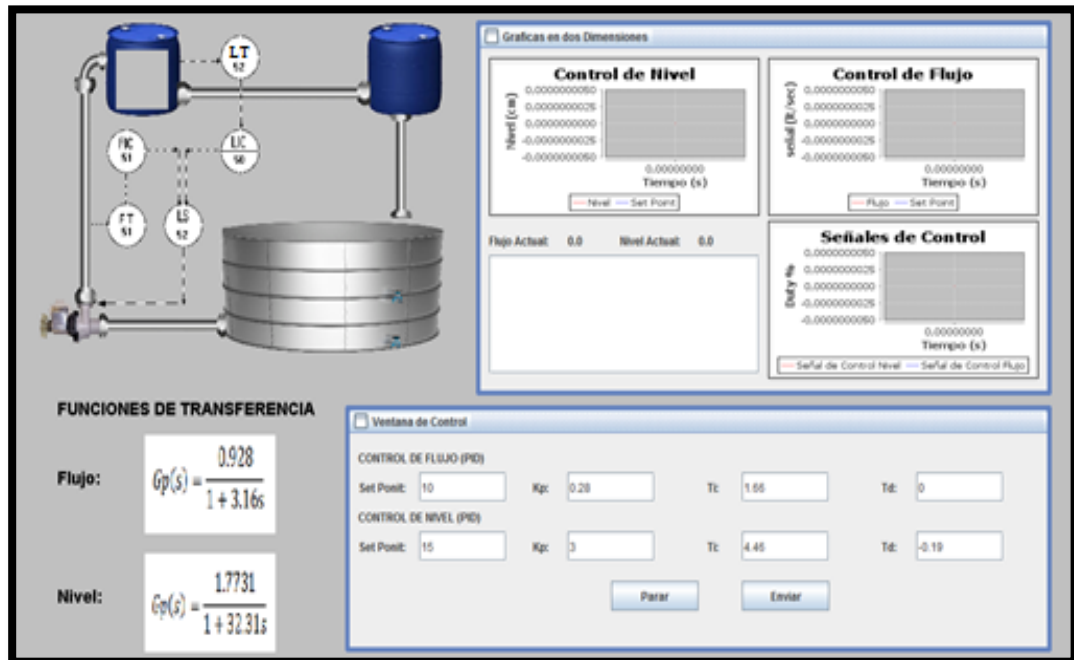 LT
52
FIC
51
LIC
50
FT
51
LS
52
Graficas en dos Dimensiones
Control de Nivel
Nivel (cm)
0.0000000050
0.0000000025
0.0000000000
-0.0000000025
-0.0000000050
0.00000000
Tiempo (s)
Nivel Set Point
Control de Flujo
señal (lt/sec)
0.0000000050
0.0000000025
0.0000000000
-0.0000000025
-0.0000000050
0.00000000
Tiempo (s)
Flujo Set Point
Flujo Actual: 0.0 Nivel Actual: 0.0
Señales de Control
Duty %
0.0000000050
0.0000000025
0.0000000000
-0.0000000025
-0.0000000050
0.00000000
Tiempo (s)
Señal de Control Nivel Señal de Control Flujo
FUNCIONES DE TRANSFERENCIA
Flujo:
Gp(s) = 0.928 / 1 + 3.16s
Nivel:
Gp(s) = 1.7731 / 1 + 32.31s
Ventana de Control
CONTROL DE FLUJO (PID)
Set Ponit: 10 Kp: 0.28 Ti: 1.66 Td: 0
CONTROL DE NIVEL (PID)
Set Ponit: 15 Kp: 3 Ti: 4.46 Td: -0.19
Parar Enviar